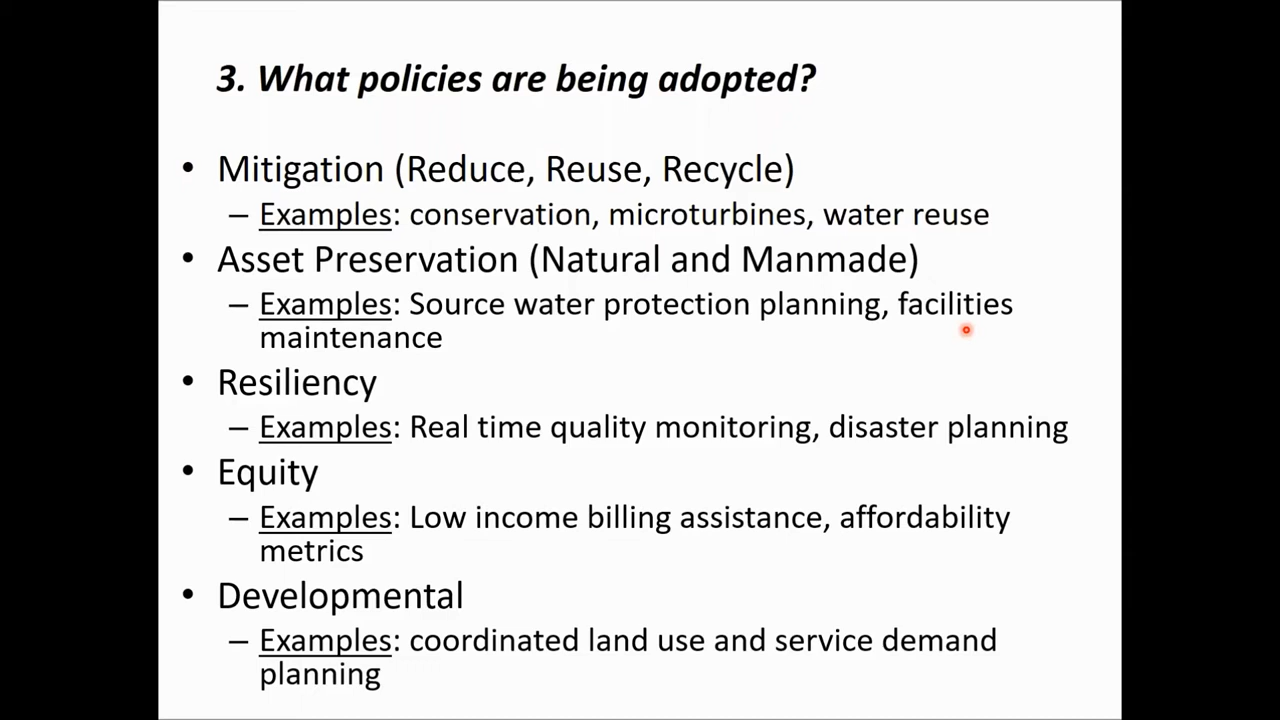 3. What policies are being adopted?
• Mitigation (Reduce, Reuse, Recycle)
– Examples: conservation, microturbines, water reuse
• Asset Preservation (Natural and Manmade)
– Examples: Source water protection planning, facilities
maintenance
• Resiliency
– Examples: Real time quality monitoring, disaster planning
• Equity
– Examples: Low income billing assistance, affordability
metrics
• Developmental
– Examples: coordinated land use and service demand
planning